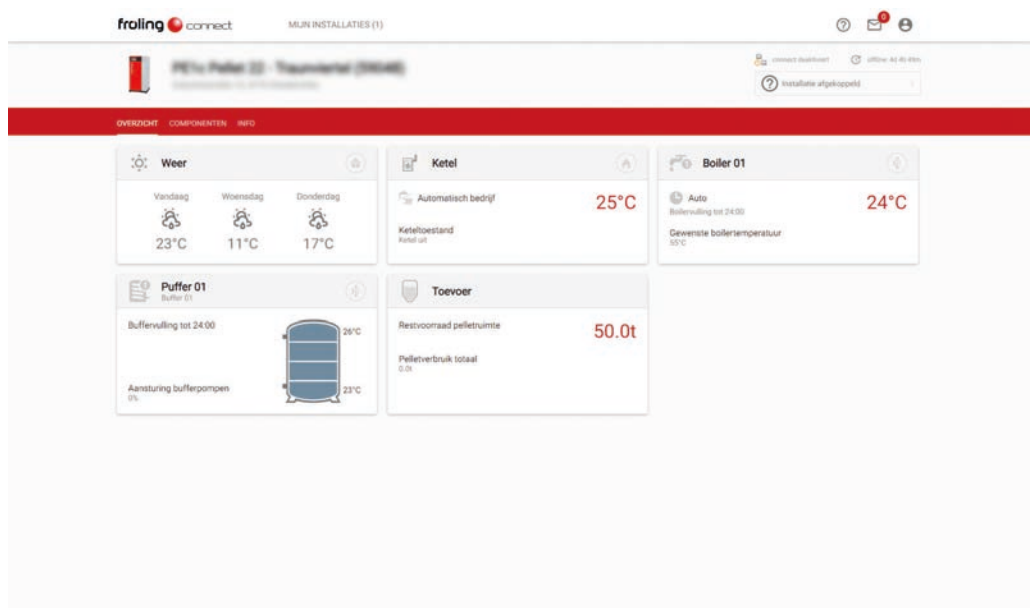 froling connect
MIJN INSTALLATIES (1)
0
Installatie afgekoppeld
OVERZICHT COMPONENTEN INFO
Weer
Vandaag Woensdag Donderdag
23°C 11°C 17°C
Ketel
Automatisch bedrijf
25°C
Keteltoestand
Ketel uit
Boiler 01
Auto
Boilervulling tot 24:00
24°C
Gewenste boilertemperatuur
55°C
Puffer 01
Buffer 01
Buffervulling tot 24:00
26°C
Aansturing bufferpompen
0%
23°C
Toevoer
Restvoorraad pelletruimte
50.0t
Pelletverbruik totaal
0.0t